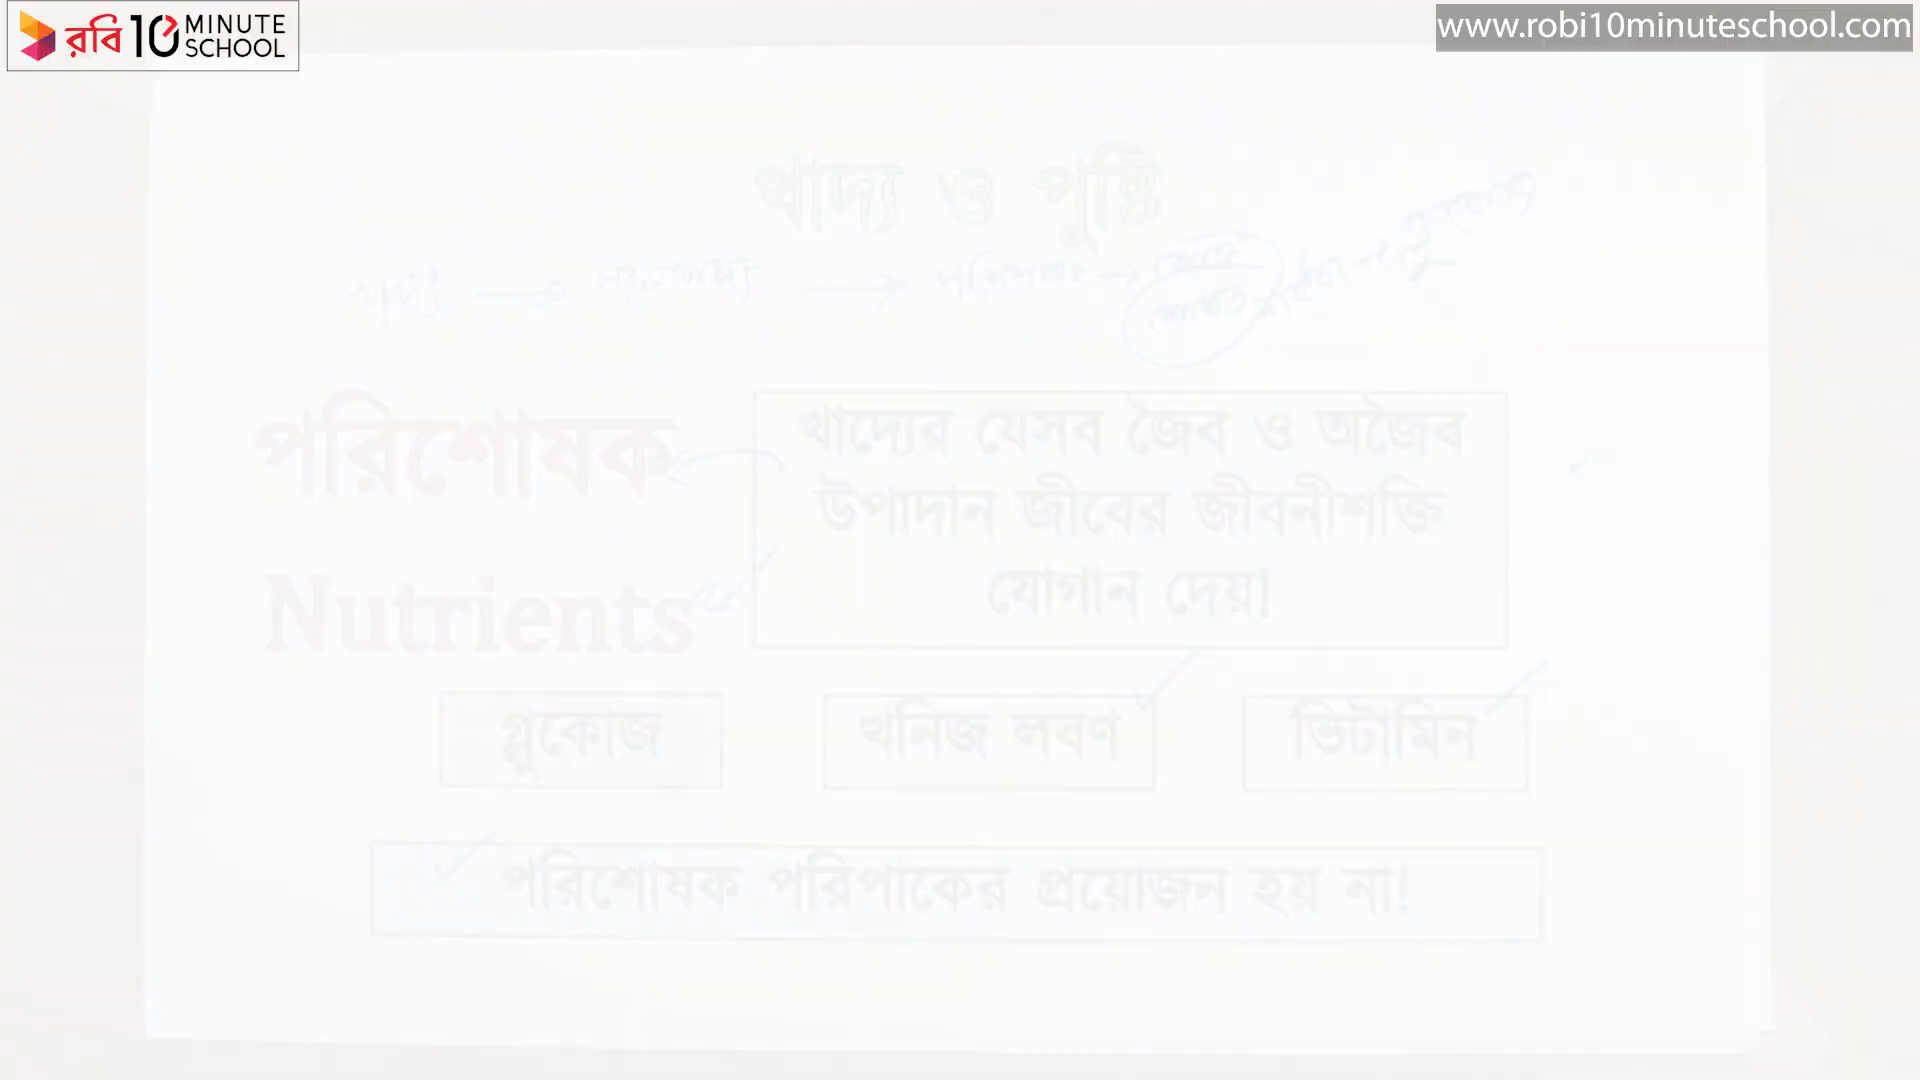 রবি 10 MINUTE SCHOOL
www.robi10minuteschool.com
খাদ্য ও পুষ্টি
পরিশোষক
খাদ্যের যেসব জৈব ও অজৈব
উপাদান জীবের জীবনীশক্তি
যোগান দেয়!
Nutrients
গ্লুকোজ খনিজ লবণ ভিটামিন
পরিশোষক পরিপাকের প্রয়োজন হয় না!